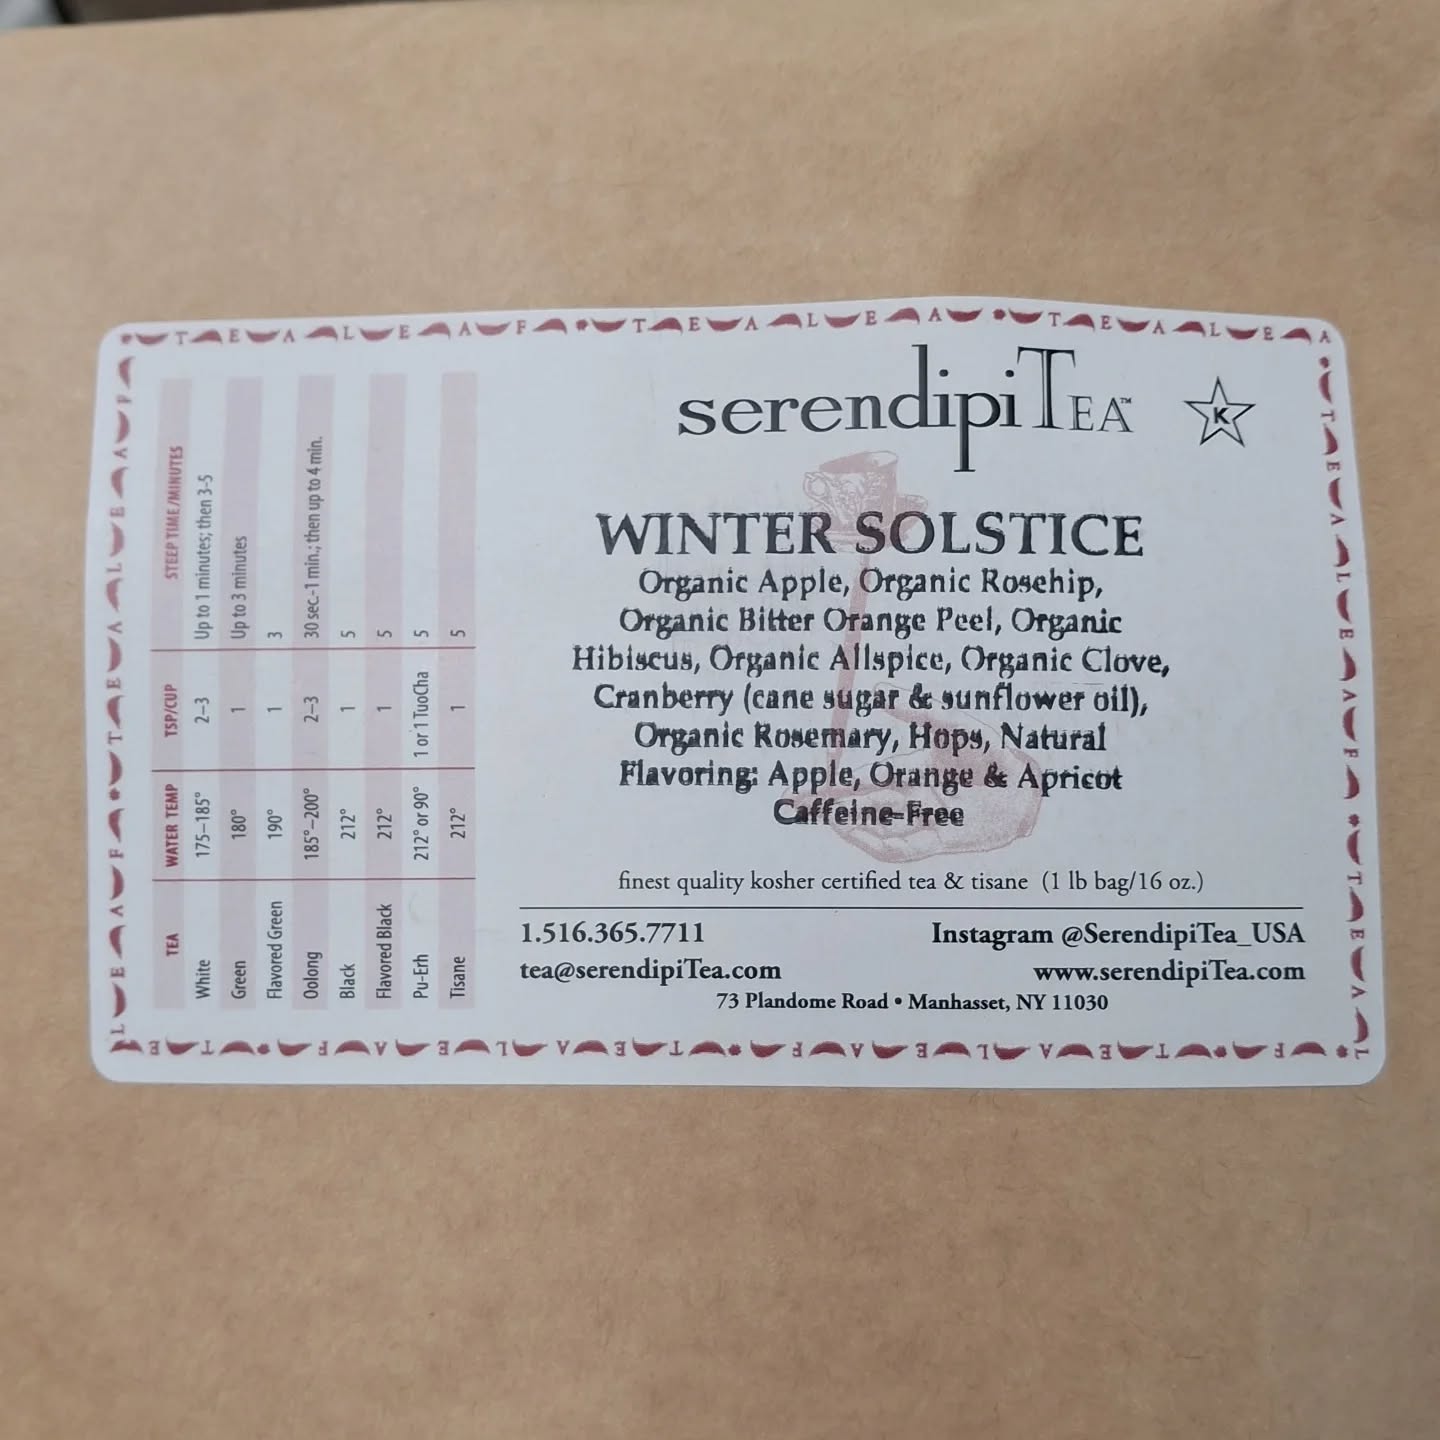 serendipiTea™
K
WINTER SOLSTICE
Organic Apple, Organic Rosehip,
Organic Bitter Orange Peel, Organic
Hibiscus, Organic Allspice, Organic Clove,
Cranberry (cane sugar & sunflower oil),
Organic Rosemary, Hops, Natural
Flavoring: Apple, Orange & Apricot
Caffeine-Free
finest quality kosher certified tea & tisane (1 lb bag/16 oz.)
1.516.365.7711 Instagram @SerendipiTea_USA
tea@serendipiTea.com www.serendipiTea.com
73 Plandome Road • Manhasset, NY 11030
TEA WATER TEMP TSP/CUP STEEP TIME/MINUTES
White 175–185° 2–3 Up to 1 minutes; then 3-5
Green 180° 1 Up to 3 minutes
Flavored Green 190° 1 3
Oolong 185°–200° 2–3 30 sec.-1 min.; then up to 4 min.
Black 212° 1 5
Flavored Black 212° 1 5
Pu-Erh 212° or 90° 1 or 1 TuoCha 5
Tisane 212° 1 5
TEALEAF TEALEAF TEALEAF TEALEAF